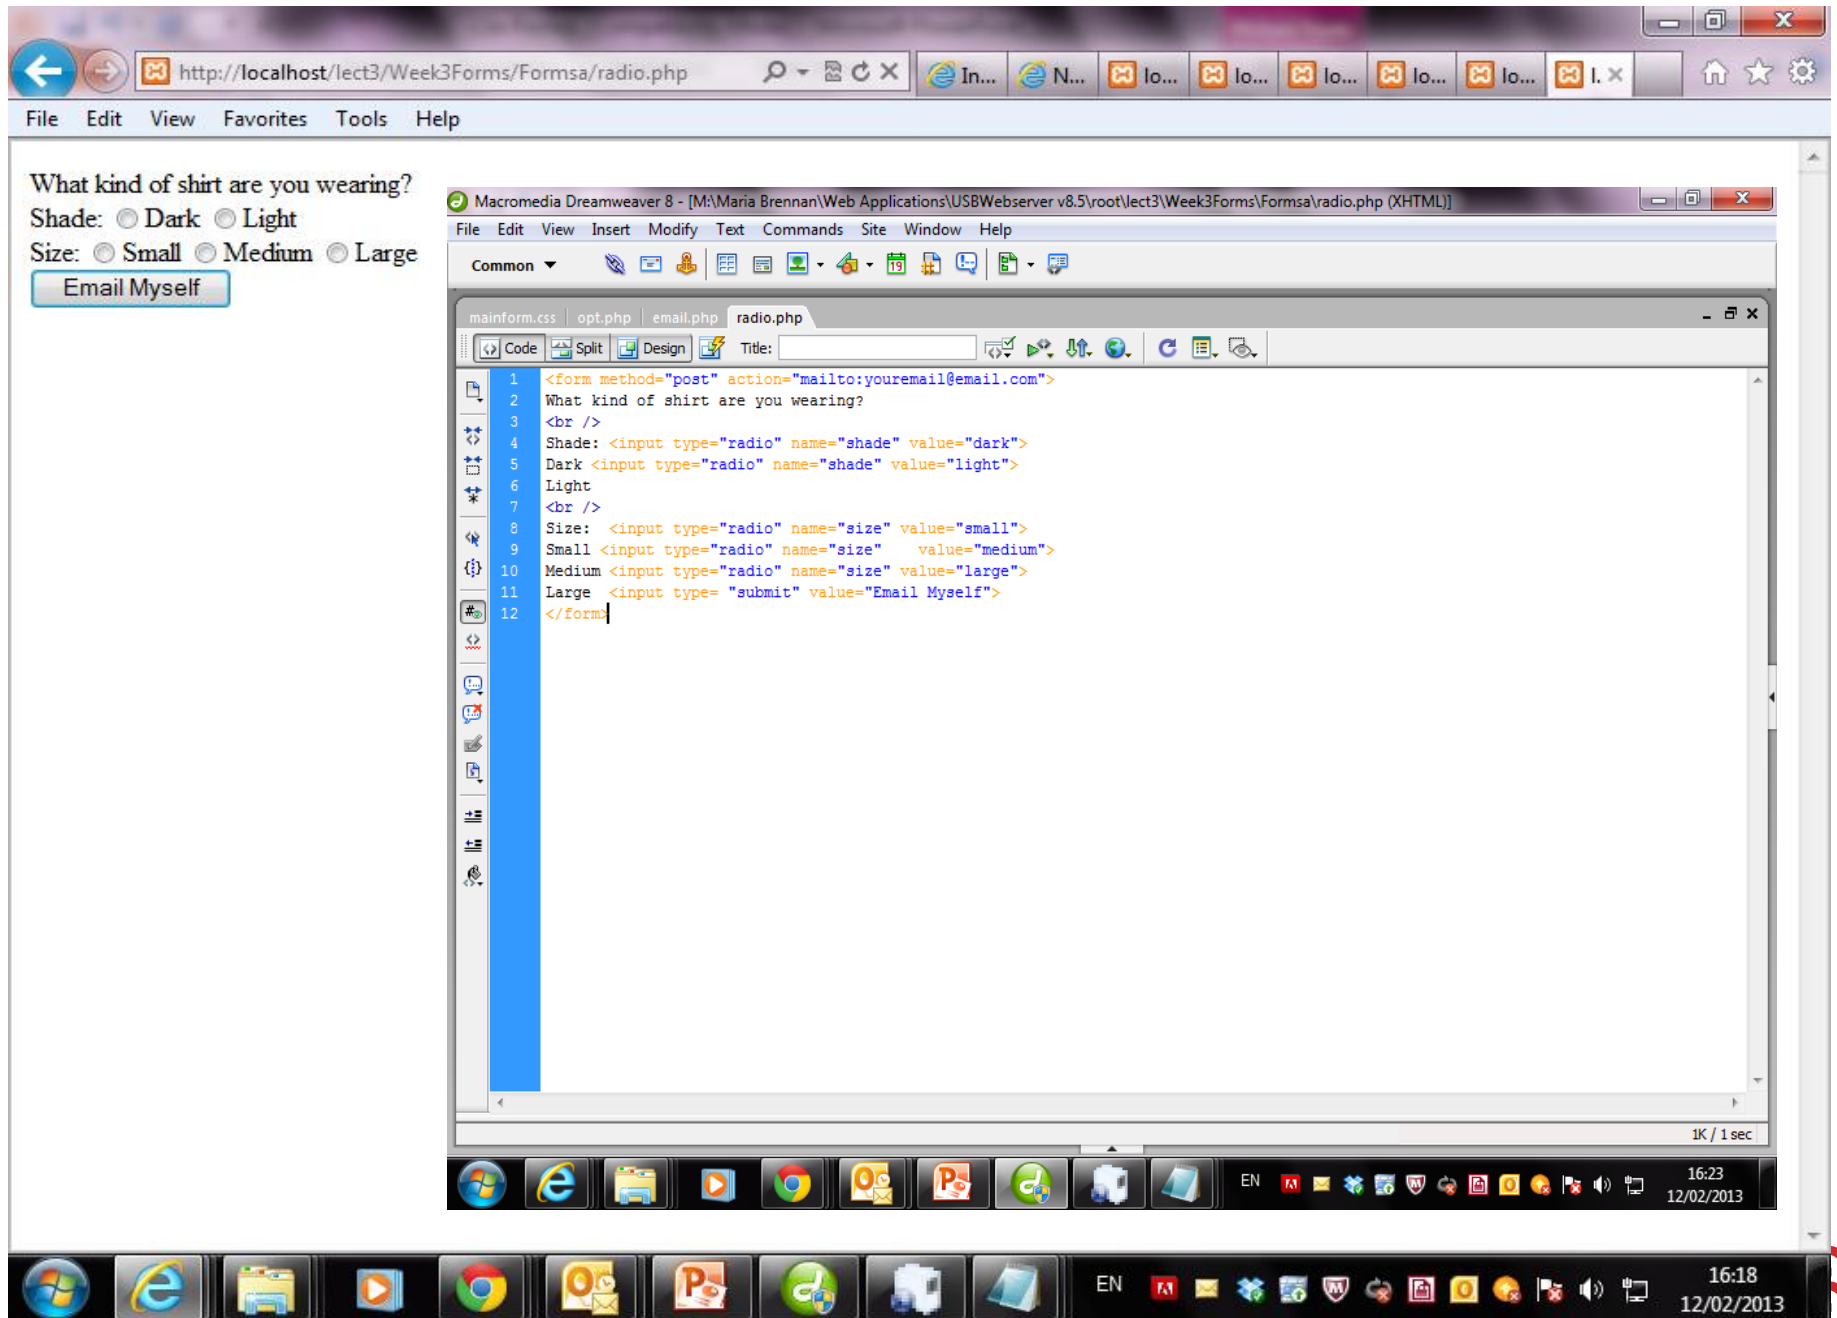 http://localhost/lect3/Week3Forms/Formsa/radio.php
In... N... lo... lo... lo... lo... lo... l.
File Edit View Favorites Tools Help
What kind of shirt are you wearing?
Shade: Dark Light
Size: Small Medium Large
Email Myself
Macromedia Dreamweaver 8 - [M:\Maria Brennan\Web Applications\USBWebserver v8.5\root\lect3\Week3Forms\Formsa\radio.php (XHTML)]
File Edit View Insert Modify Text Commands Site Window Help
Common
mainform.css opt.php email.php radio.php
Code Split Design Title:
1 <form method="post" action="mailto:youremail@email.com">
2 What kind of shirt are you wearing?
3 <br />
4 Shade: <input type="radio" name="shade" value="dark">
5 Dark <input type="radio" name="shade" value="light">
6 Light
7 <br />
8 Size:  <input type="radio" name="size" value="small">
9 Small <input type="radio" name="size"    value="medium">
10 Medium <input type="radio" name="size" value="large">
11 Large  <input type= "submit" value="Email Myself">
12 </form>
1K / 1 sec
EN 16:23
12/02/2013
EN 16:18
12/02/2013